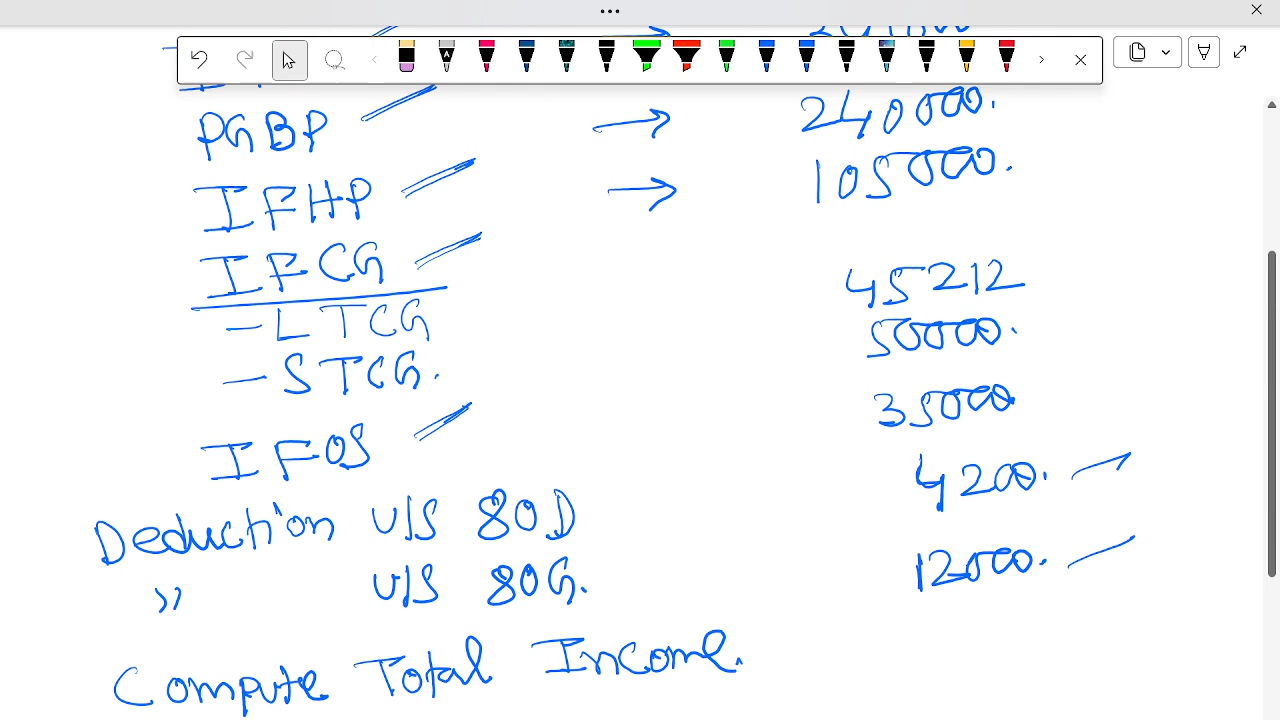 PGBP → 240000.
IFHP → 105000.
IFCG
- LTCG 45212
- STCG. 50000.
IFOS 35000
Deduction U/S 80D 4200.
" U/S 80G. 12000.
Compute Total Income.